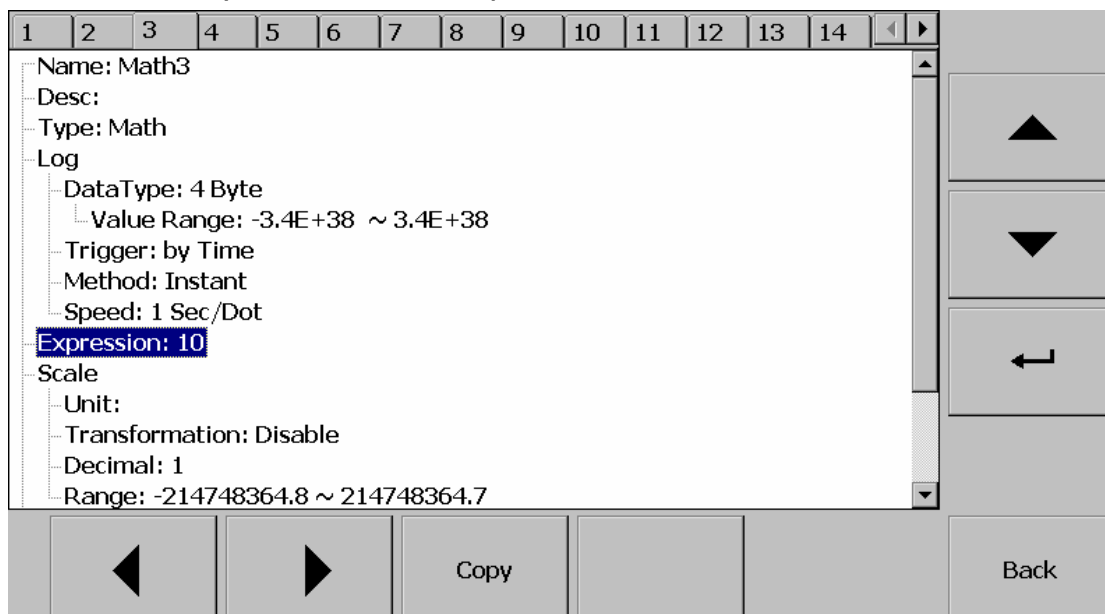 1 2 3 4 5 6 7 8 9 10 11 12 13 14
Name: Math3
Desc:
Type: Math
Log
DataType: 4 Byte
Value Range: -3.4E+38 ~ 3.4E+38
Trigger: by Time
Method: Instant
Speed: 1 Sec/Dot
Expression: 10
Scale
Unit:
Transformation: Disable
Decimal: 1
Range: -214748364.8 ~ 214748364.7
Copy
Back